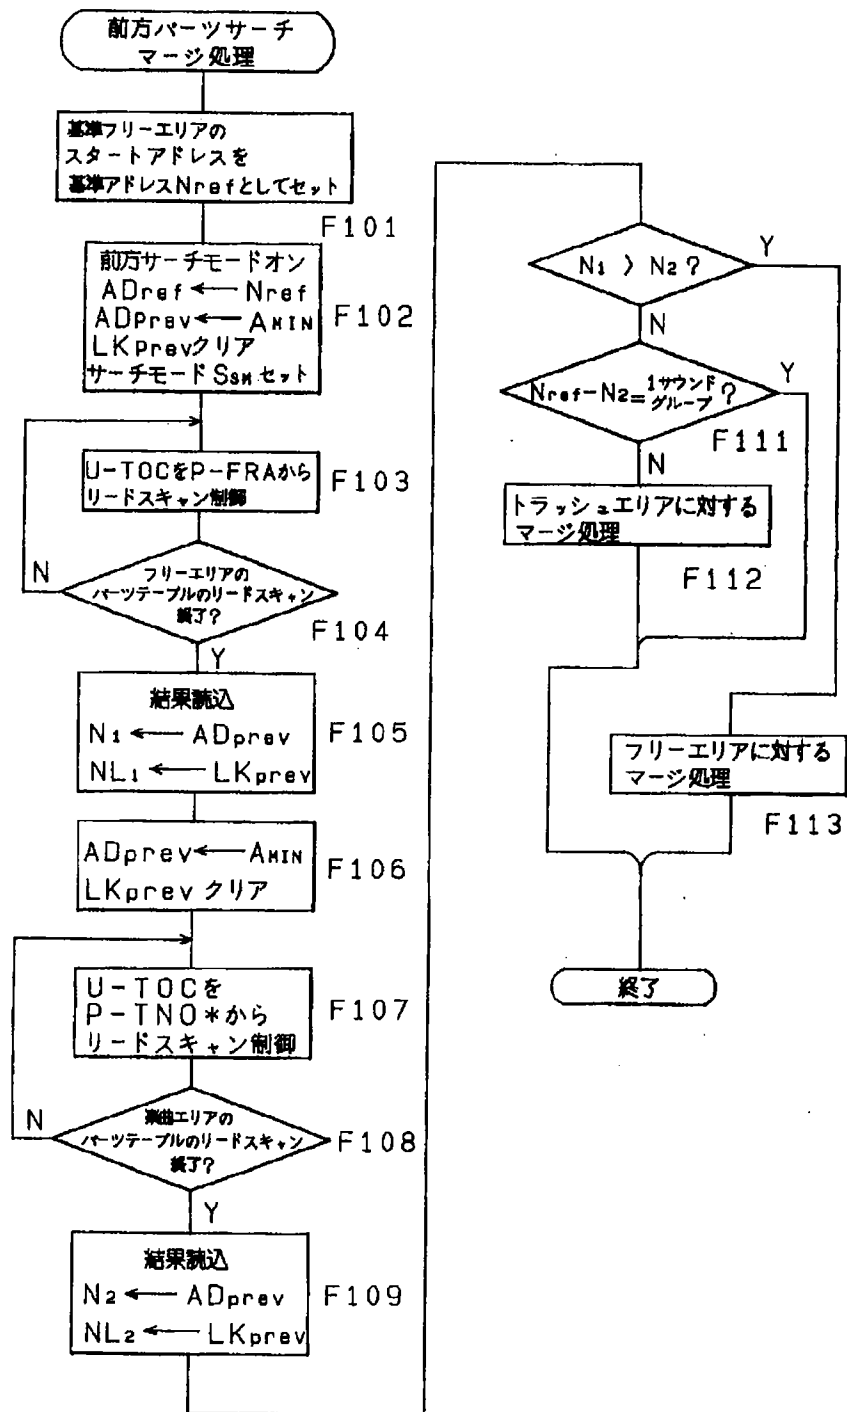 前方パーツサーチ
マージ処理
基準フリーエリアの
スタートアドレスを
基準アドレスNrefとしてセット
F101
前方サーチモードオン
ADref ← Nref
ADprev ← AMIN
LKprevクリア
サーチモードSSMセット
F102
U-TOCをP-FRAから
リードスキャン制御
F103
フリーエリアの
パーツテーブルのリードスキャン
終了?
N
F104
Y
結果読込
N1 ← ADprev
NL1 ← LKprev
F105
ADprev ← AMIN
LKprevクリア
F106
U-TOCを
P-TNO*から
リードスキャン制御
F107
楽曲エリアの
パーツテーブルのリードスキャン
終了?
N
F108
Y
結果読込
N2 ← ADprev
NL2 ← LKprev
F109
N1 > N2?
Y
N
Nref-N2=1サウンドグループ?
Y
F111
N
トラッシュエリアに対する
マージ処理
F112
フリーエリアに対する
マージ処理
F113
終了